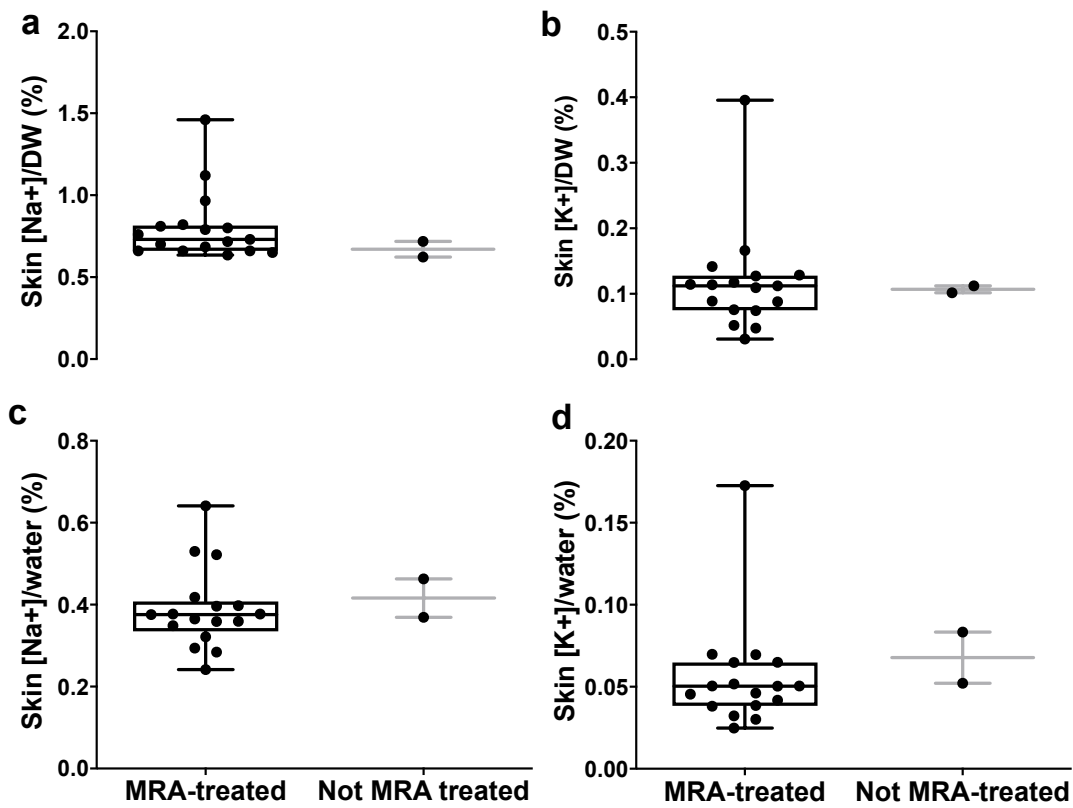 a
Skin [Na+]/DW (%)
2.0
1.5
1.0
0.5
0.0
b
Skin [K+]/DW (%)
0.5
0.4
0.3
0.2
0.1
0.0
c
Skin [Na+]/water (%)
0.8
0.6
0.4
0.2
0.0
MRA-treated
Not MRA treated
d
Skin [K+]/water (%)
0.20
0.15
0.10
0.05
0.00
MRA-treated
Not MRA-treated